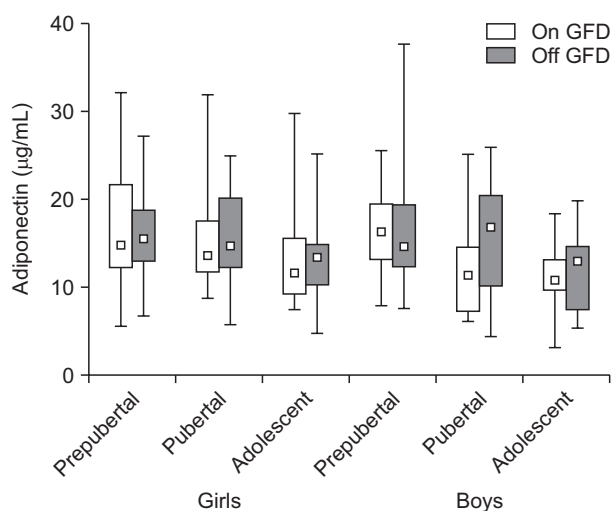 On GFD
Off GFD
Adiponectin (μg/mL)
40
30
20
10
0
Prepubertal
Pubertal
Adolescent
Prepubertal
Pubertal
Adolescent
Girls
Boys